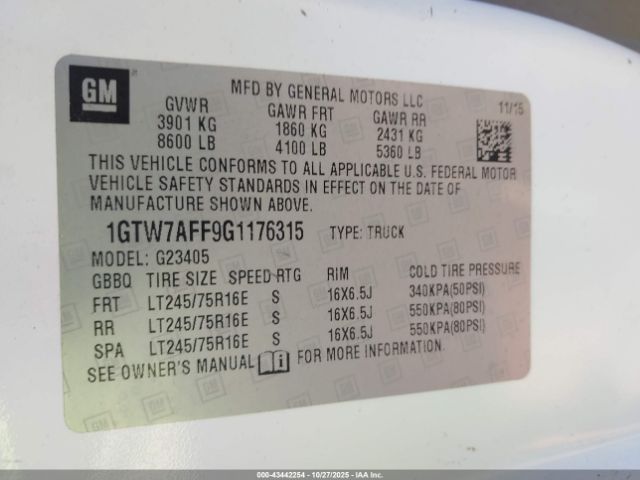 GM
MFD BY GENERAL MOTORS LLC
11/15
GVWR GAWR FRT GAWR RR
3901 KG 1860 KG 2431 KG
8600 LB 4100 LB 5360 LB
THIS VEHICLE CONFORMS TO ALL APPLICABLE U.S. FEDERAL MOTOR
VEHICLE SAFETY STANDARDS IN EFFECT ON THE DATE OF
MANUFACTURE SHOWN ABOVE.
1GTW7AFF9G1176315 TYPE: TRUCK
MODEL: G23405
GBBQ TIRE SIZE SPEED RTG RIM COLD TIRE PRESSURE
FRT LT245/75R16E S 16X6.5J 340KPA(50PSI)
RR LT245/75R16E S 16X6.5J 550KPA(80PSI)
SPA LT245/75R16E S 16X6.5J 550KPA(80PSI)
SEE OWNER'S MANUAL FOR MORE INFORMATION.
000-43442254 | 10/27/2025 | IAAI.COM